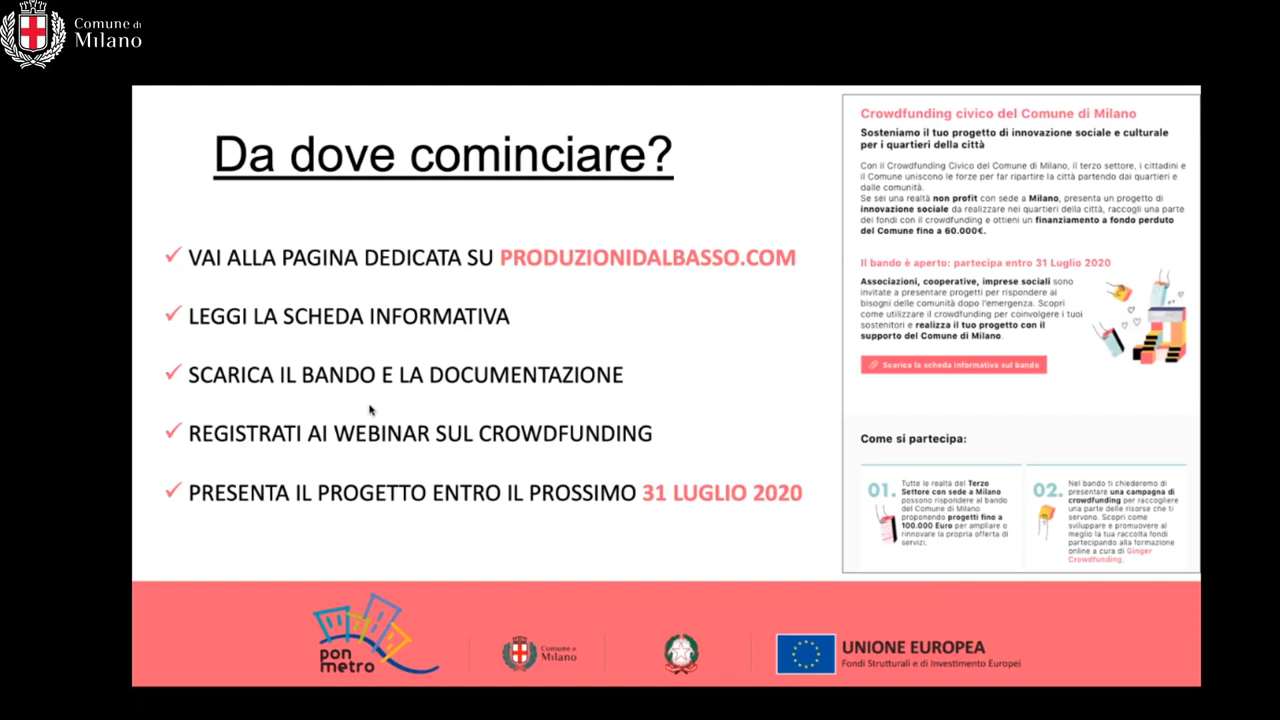 Comune di
Milano
Da dove cominciare?
VAI ALLA PAGINA DEDICATA SU PRODUZIONIDALBASSO.COM
LEGGI LA SCHEDA INFORMATIVA
SCARICA IL BANDO E LA DOCUMENTAZIONE
REGISTRATI AI WEBINAR SUL CROWDFUNDING
PRESENTA IL PROGETTO ENTRO IL PROSSIMO 31 LUGLIO 2020
Crowdfunding civico del Comune di Milano
Sosteniamo il tuo progetto di innovazione sociale e culturale
per i quartieri della città
Con il Crowdfunding Civico del Comune di Milano, il terzo settore, i cittadini e
il Comune uniscono le forze per far ripartire la città partendo dai quartieri e
dalle comunità.
Se sei una realtà non profit con sede a Milano, presenta un progetto di
innovazione sociale da realizzare nei quartieri della città, raccogli una parte
dei fondi con il crowdfunding e ottieni un finanziamento a fondo perduto
del Comune fino a 60.000€.
Il bando è aperto: partecipa entro 31 Luglio 2020
Associazioni, cooperative, imprese sociali sono
invitate a presentare progetti per rispondere ai
bisogni delle comunità dopo l'emergenza. Scopri
come utilizzare il crowdfunding per coinvolgere i tuoi
sostenitori e realizza il tuo progetto con il
supporto del Comune di Milano.
Scarica la scheda informativa sul bando
Come si partecipa:
01.
Tutte le realtà del Terzo
Settore con sede a Milano
possono rispondere al bando
del Comune di Milano
proponendo progetti fino a
100.000 Euro per ampliare o
rinnovare la propria offerta di
servizi.
02.
Nel bando ti chiederemo di
presentare una campagna di
crowdfunding per raccogliere
una parte delle risorse che ti
servono. Scopri come
sviluppare e promuovere al
meglio la tua raccolta fondi
partecipando alla formazione
online a cura di Ginger
Crowdfunding.
pon
metro
Comune di
Milano
UNIONE EUROPEA
Fondi Strutturali e di Investimento Europei